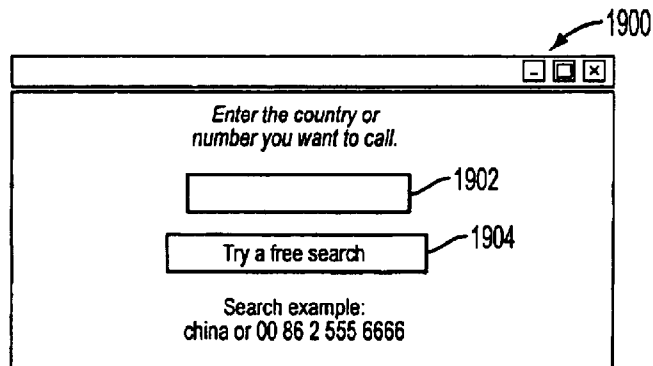 1900
Enter the country or
number you want to call.
1902
Try a free search
1904
Search example:
china or 00 86 2 555 6666